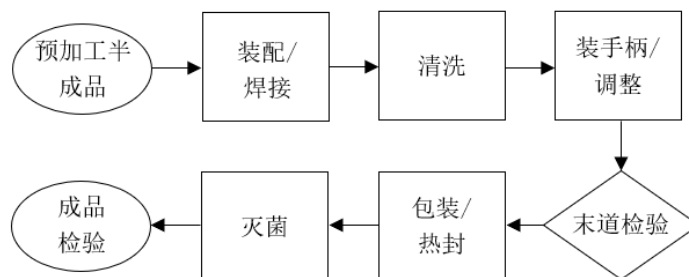 预加工半
成品
装配/
焊接
清洗
装手柄/
调整
末道检验
包装/
热封
灭菌
成品
检验